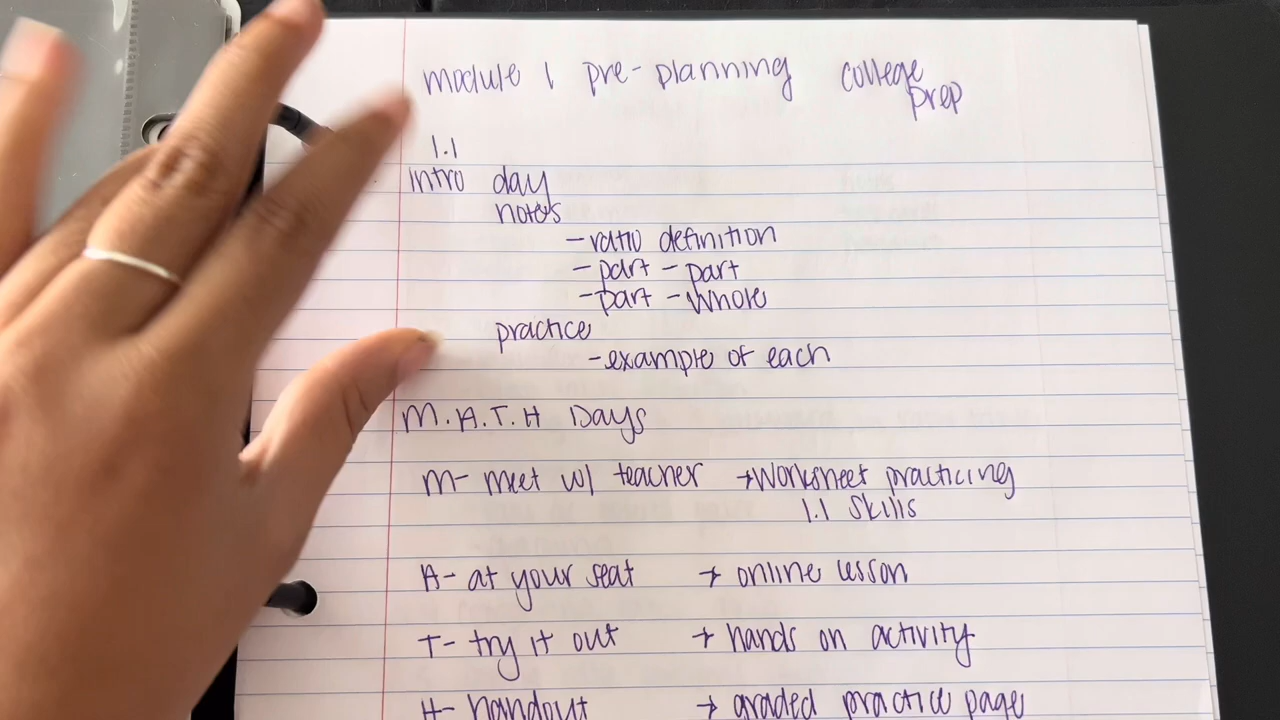 module 1 pre-planning college prep
1.1
intro day
notes
- ratio definition
- part - part
- part - whole
practice
- example of each
M.A.T.H Days
M- meet w/ teacher → Worksheet practicing
1.1 skills
A- at your seat → online lesson
T- try it out → hands on activity
H- handout → graded practice page